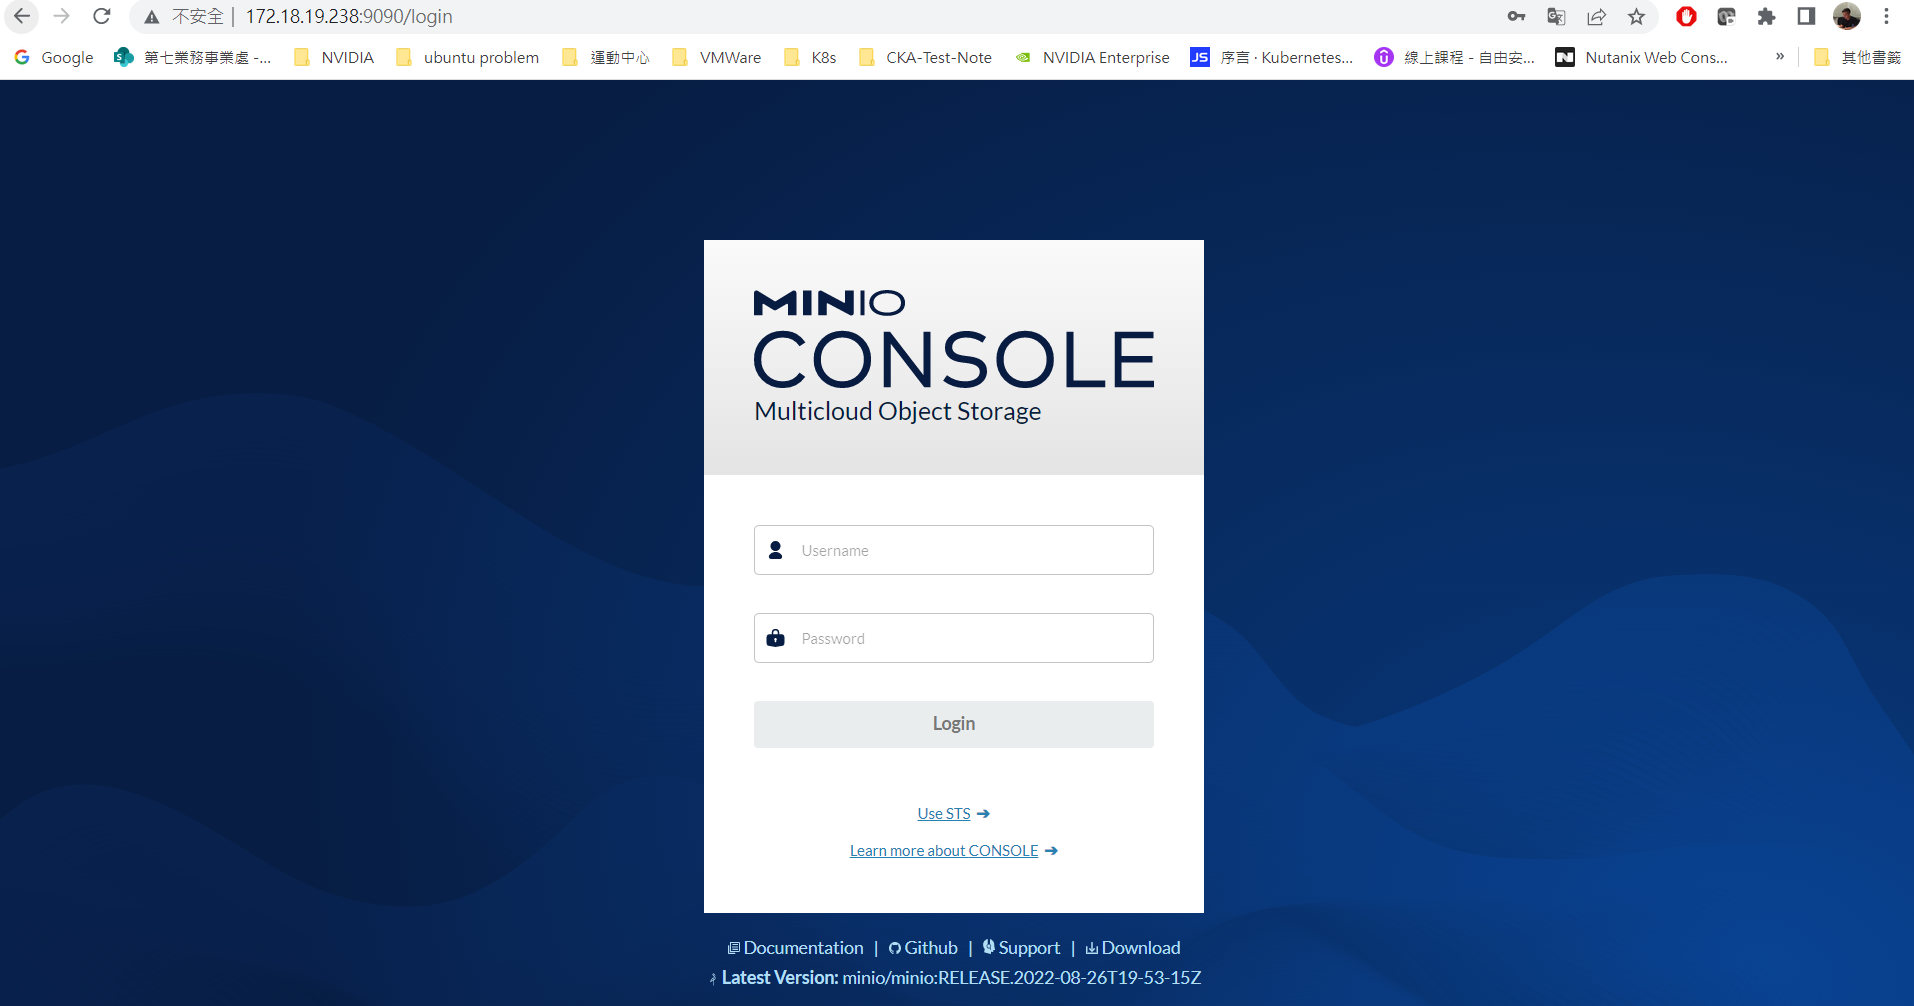 不安全 | 172.18.19.238:9090/login
Google 第七業務事業處 -... NVIDIA ubuntu problem 運動中心 VMWare K8s CKA-Test-Note NVIDIA Enterprise 序言 · Kubernetes... 線上課程 - 自由安... Nutanix Web Cons... » 其他書籤
MINIO
CONSOLE
Multicloud Object Storage
Username
Password
Login
Use STS
Learn more about CONSOLE
Documentation | Github | Support | Download
Latest Version: minio/minio:RELEASE.2022-08-26T19-53-15Z